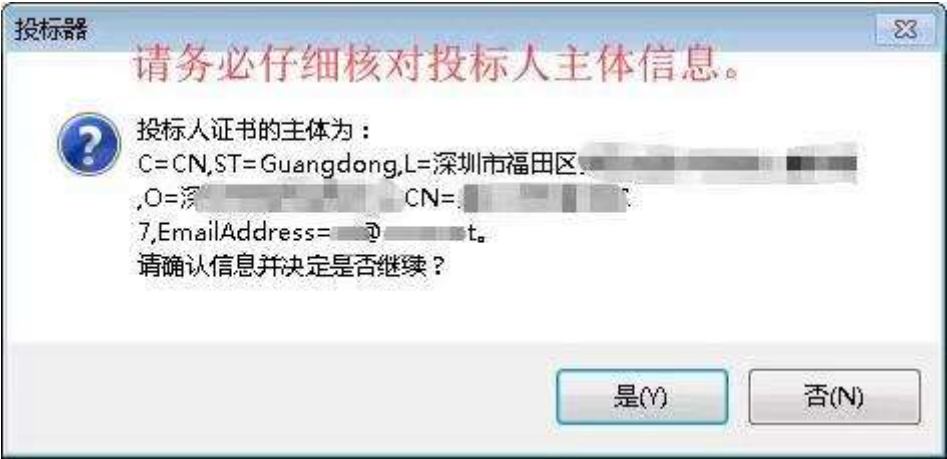 投标器
请务必仔细核对投标人主体信息。
投标人证书的主体为：
C=CN,ST=Guangdong,L=深圳市福田区
,O=深 CN=
7,EmailAddress= @ t。
请确认信息并决定是否继续？
是(Y)
否(N)